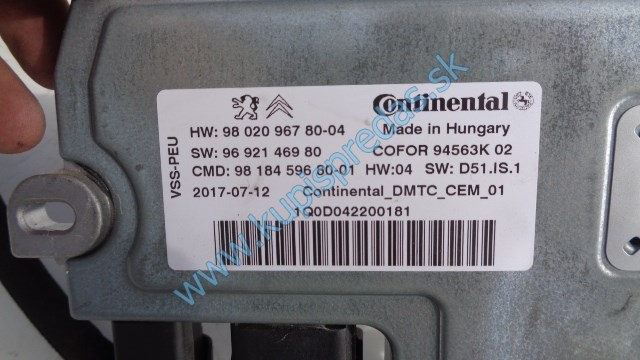 Continental
HW: 98 020 967 80-04 Made in Hungary
SW: 96 921 469 80 COFOR 94563K 02
CMD: 98 184 596 80-01 HW:04 SW: D51.IS.1
2017-07-12 Continental_DMTC_CEM_01
1Q0D042200181
VSS-PEU
www.kupispredas.sk